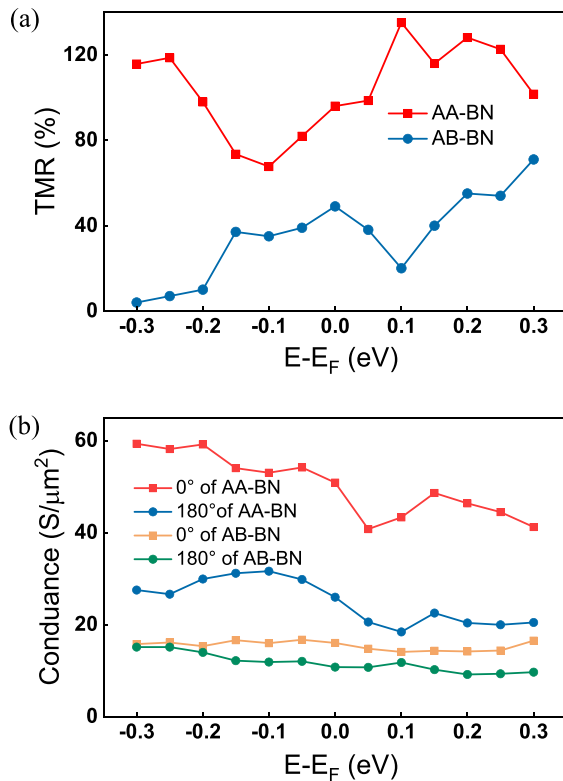 (a)
120
80
40
0
TMR (%)
AA-BN
AB-BN
-0.3 -0.2 -0.1 0.0 0.1 0.2 0.3
E-E_F (eV)
(b)
60
40
20
0
Conduance (S/μm²)
0° of AA-BN
180°of AA-BN
0° of AB-BN
180° of AB-BN
-0.3 -0.2 -0.1 0.0 0.1 0.2 0.3
E-E_F (eV)